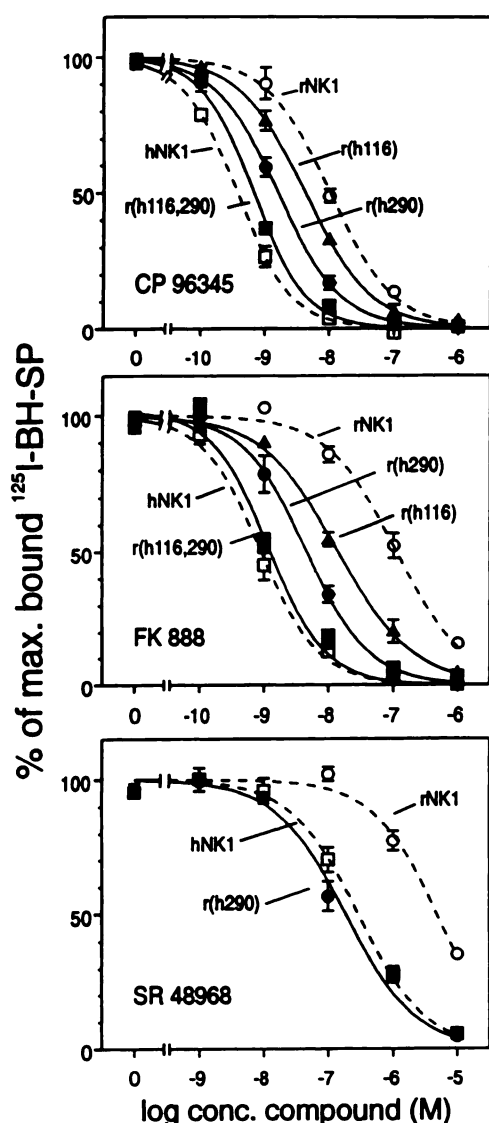 % of max. bound ¹²⁵I-BH-SP
100
50
0
rNK1
r(h116)
hNK1
r(h116,290)
r(h290)
CP 96345
0 -10 -9 -8 -7 -6
100
50
0
rNK1
r(h290)
hNK1
r(h116)
r(h116,290)
FK 888
0 -10 -9 -8 -7 -6
100
50
0
rNK1
hNK1
r(h290)
SR 48968
0 -9 -8 -7 -6 -5
log conc. compound (M)